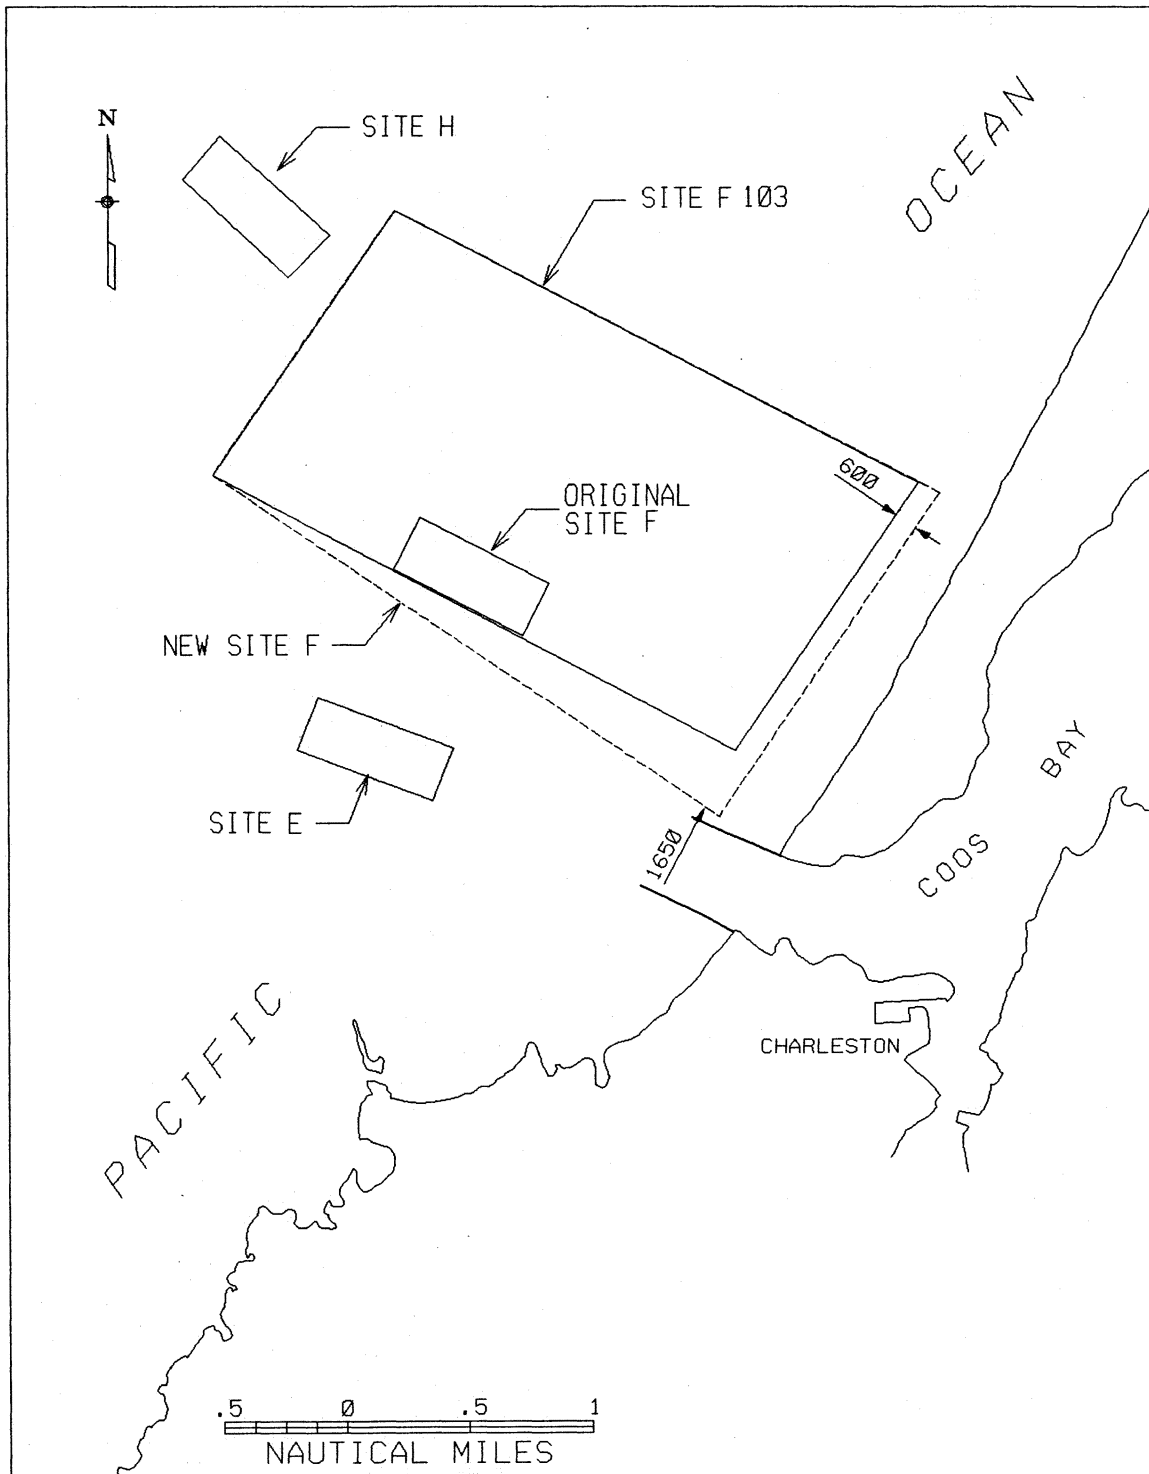 N
SITE H
SITE F 103
OCEAN
600
ORIGINAL
SITE F
NEW SITE F
SITE E
1650
BAY
COOS
PACIFIC
CHARLESTON
.5 0 .5 1
NAUTICAL MILES